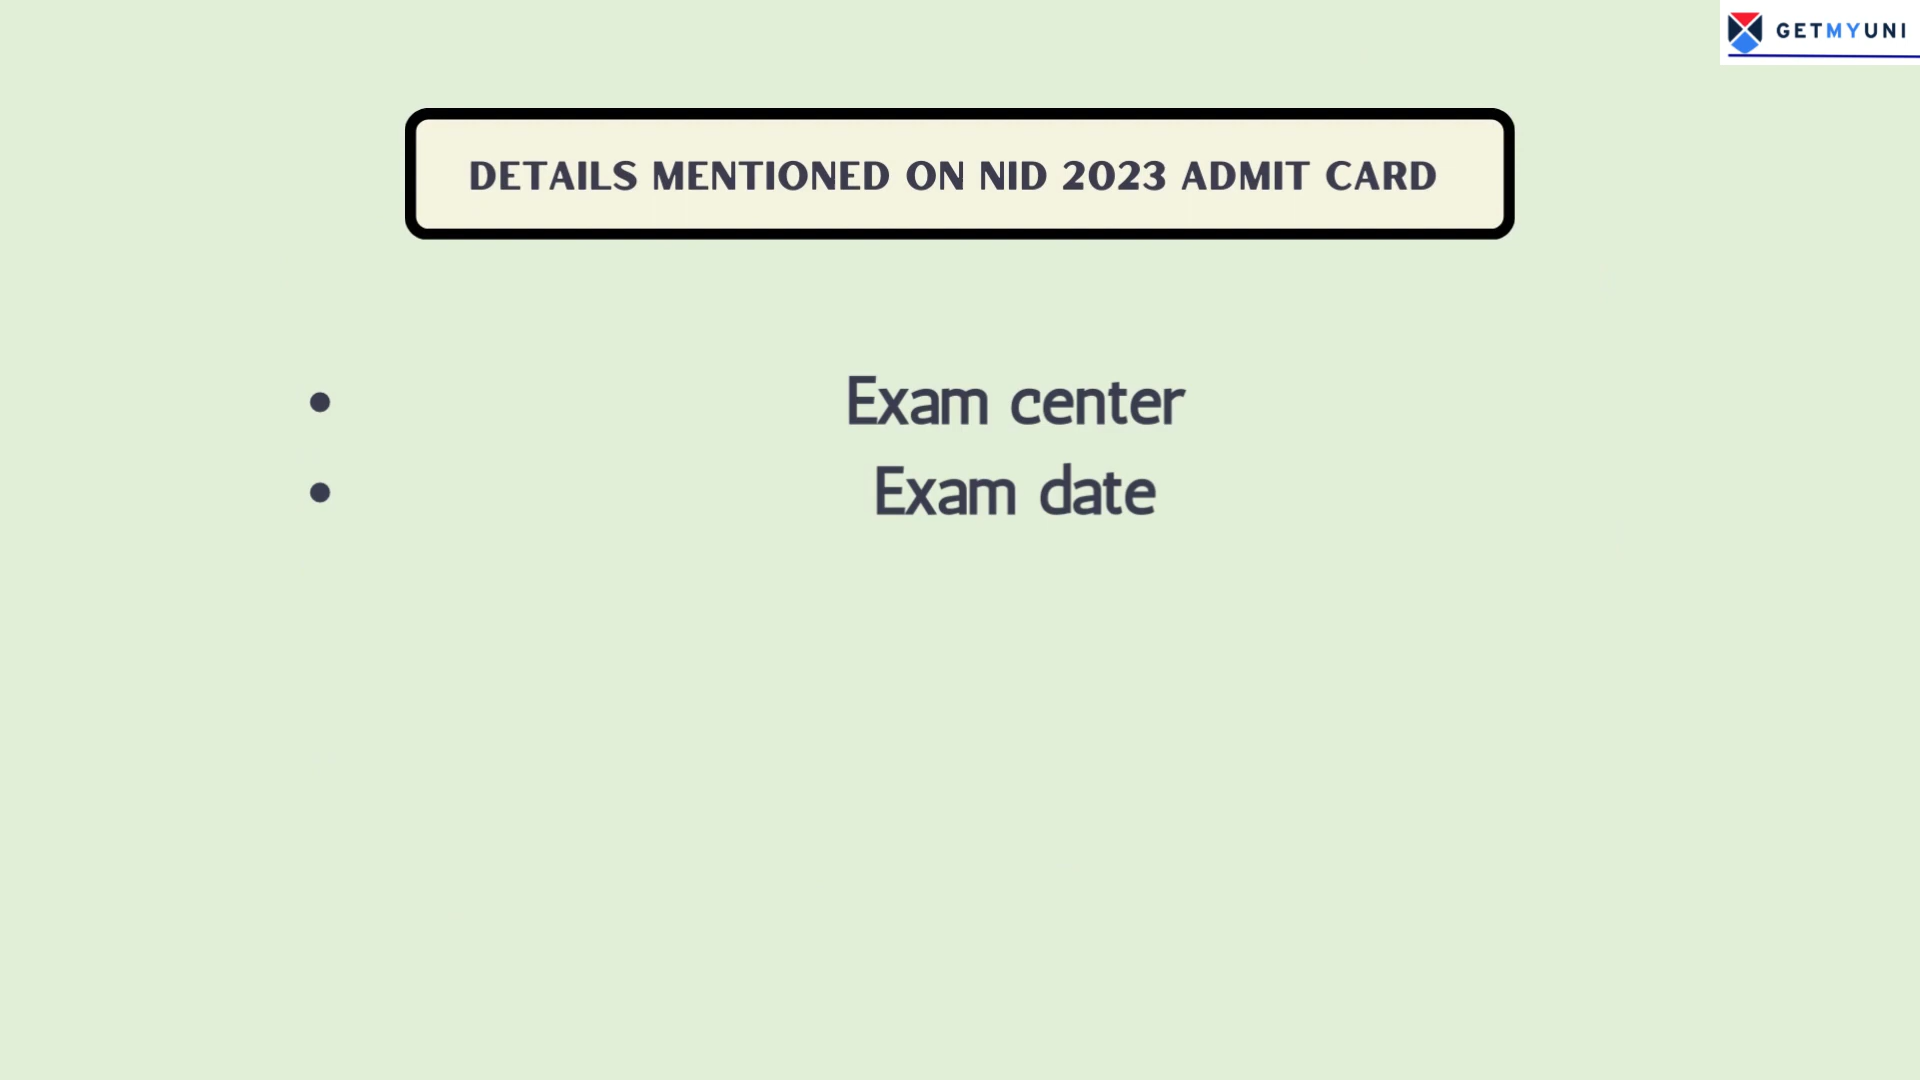 GETMYUNI
DETAILS MENTIONED ON NID 2023 ADMIT CARD
• Exam center
• Exam date